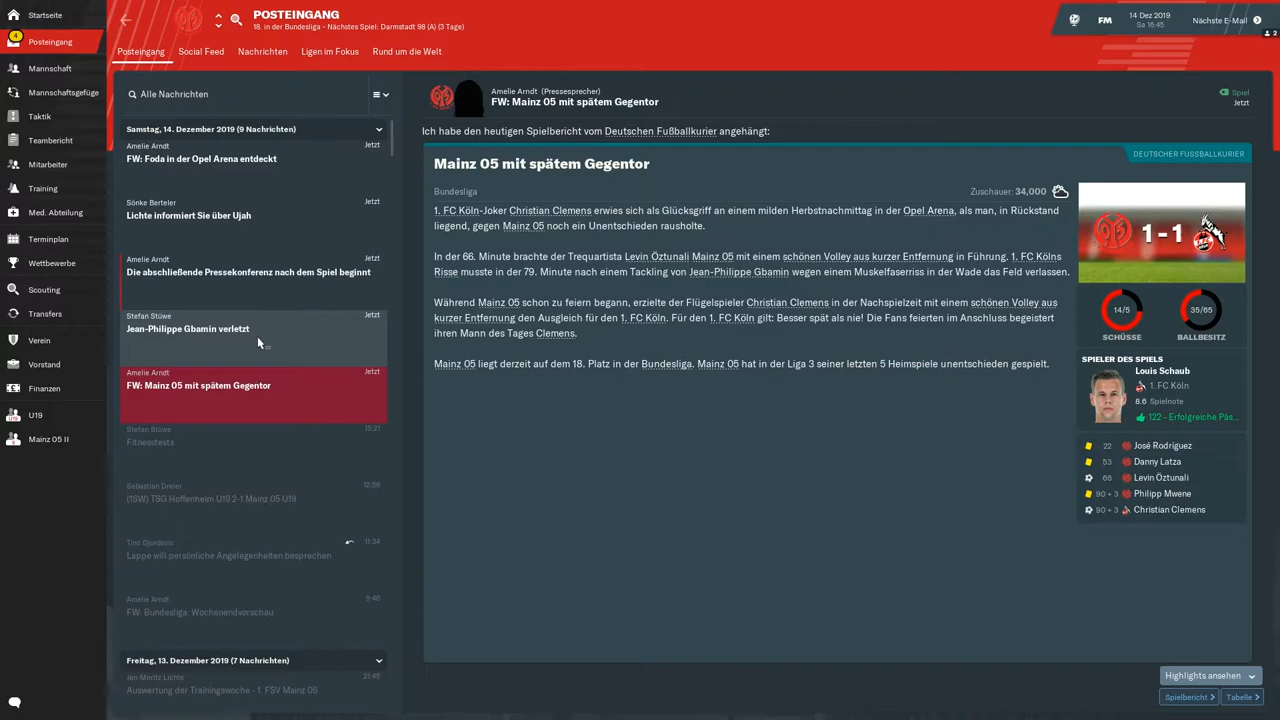 Startseite
4
Posteingang
Mannschaft
Mannschaftsgefüge
Taktik
Teambericht
Mitarbeiter
Training
Med. Abteilung
Terminplan
Wettbewerbe
Scouting
Transfers
Verein
Vorstand
Finanzen
U19
Mainz 05 II
POSTEINGANG
18. in der Bundesliga - Nächstes Spiel: Darmstadt 98 (A) (3 Tage)
FM
14 Dez 2019
Sa 16:45
Nächste E-Mail
2
Posteingang Social Feed Nachrichten Ligen im Fokus Rund um die Welt
Alle Nachrichten
Samstag, 14. Dezember 2019 (9 Nachrichten)
Amelie Arndt Jetzt
FW: Foda in der Opel Arena entdeckt
Sönke Berteler Jetzt
Lichte informiert Sie über Ujah
Amelie Arndt Jetzt
Die abschließende Pressekonferenz nach dem Spiel beginnt
Stefan Stüwe Jetzt
Jean-Philippe Gbamin verletzt
Amelie Arndt Jetzt
FW: Mainz 05 mit spätem Gegentor
Stefan Stüwe 15:21
Fitnesstests
Sebastian Dreier 12:59
(1SW) TSG Hoffenheim U19 2-1 Mainz 05 U19
Tino Djordevic 11:34
Lappe will persönliche Angelegenheiten besprechen
Amelie Arndt 9:46
FW: Bundesliga: Wochenendvorschau
Freitag, 13. Dezember 2019 (7 Nachrichten)
Jan-Moritz Lichte 21:45
Auswertung der Trainingswoche - 1. FSV Mainz 05
Amelie Arndt (Pressesprecher)
FW: Mainz 05 mit spätem Gegentor
Spiel
Jetzt
Ich habe den heutigen Spielbericht vom Deutschen Fußballkurier angehängt:
Mainz 05 mit spätem Gegentor
DEUTSCHER FUSSBALLKURIER
Bundesliga
Zuschauer: 34,000
1. FC Köln-Joker Christian Clemens erwies sich als Glücksgriff an einem milden Herbstnachmittag in der Opel Arena, als man, in Rückstand
liegend, gegen Mainz 05 noch ein Unentschieden rausholte.
In der 66. Minute brachte der Trequartista Levin Öztunali Mainz 05 mit einem schönen Volley aus kurzer Entfernung in Führung. 1. FC Kölns
Risse musste in der 79. Minute nach einem Tackling von Jean-Philippe Gbamin wegen einem Muskelfaserriss in der Wade das Feld verlassen.
Während Mainz 05 schon zu feiern begann, erzielte der Flügelspieler Christian Clemens in der Nachspielzeit mit einem schönen Volley aus
kurzer Entfernung den Ausgleich für den 1. FC Köln. Für den 1. FC Köln gilt: Besser spät als nie! Die Fans feierten im Anschluss begeistert
ihren Mann des Tages Clemens.
Mainz 05 liegt derzeit auf dem 18. Platz in der Bundesliga. Mainz 05 hat in der Liga 3 seiner letzten 5 Heimspiele unentschieden gespielt.
1 - 1
14/5
35/65
SCHÜSSE
BALLBESITZ
SPIELER DES SPIELS
Louis Schaub
1. FC Köln
8.6 Spielnote
122 - Erfolgreiche Päs...
22 José Rodríguez
53 Danny Latza
66 Levin Öztunali
90 + 3 Philipp Mwene
90 + 3 Christian Clemens
Highlights ansehen
Spielbericht
Tabelle